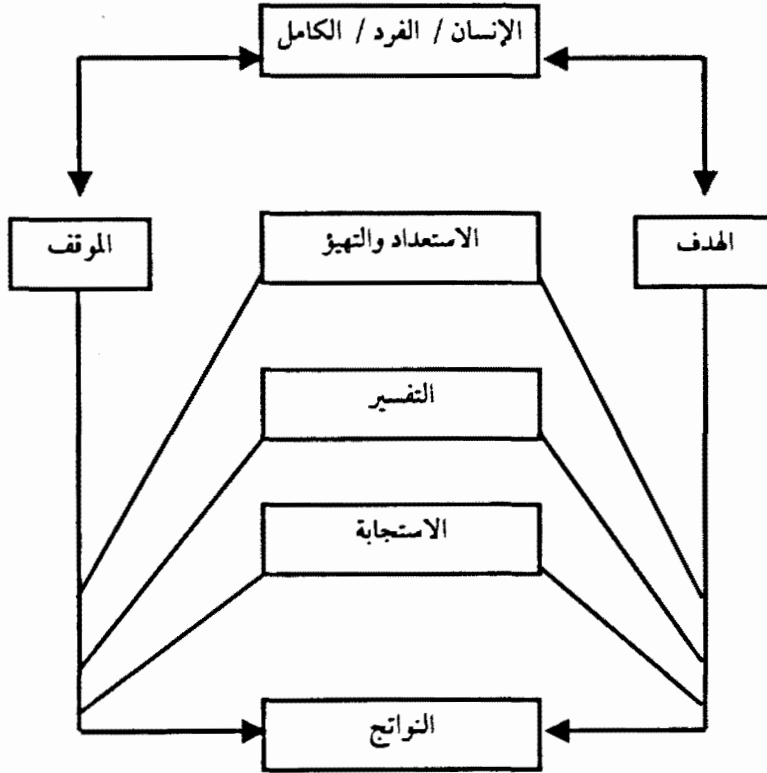 الإنسان / الفرد / الكامل
الهدف
الاستعداد والتهيؤ
الموقف
التفسير
الاستجابة
النواتج